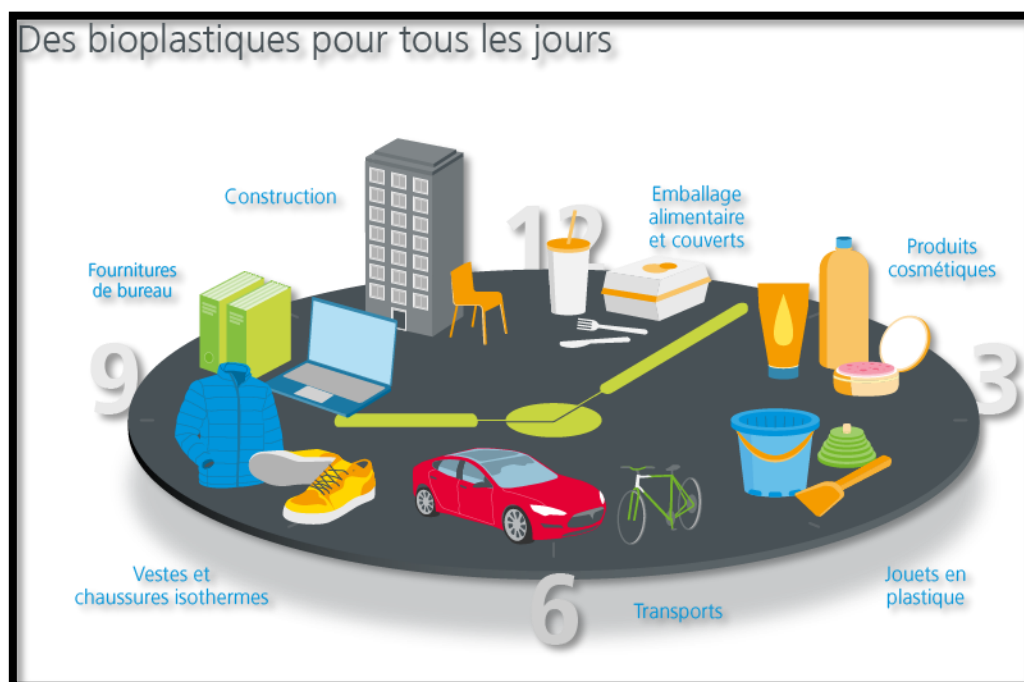 Des bioplastiques pour tous les jours
Construction
Emballage
alimentaire
et couverts
12
Produits
cosmétiques
Fournitures
de bureau
9
3
Vestes et
chaussures isothermes
6
Transports
Jouets en
plastique